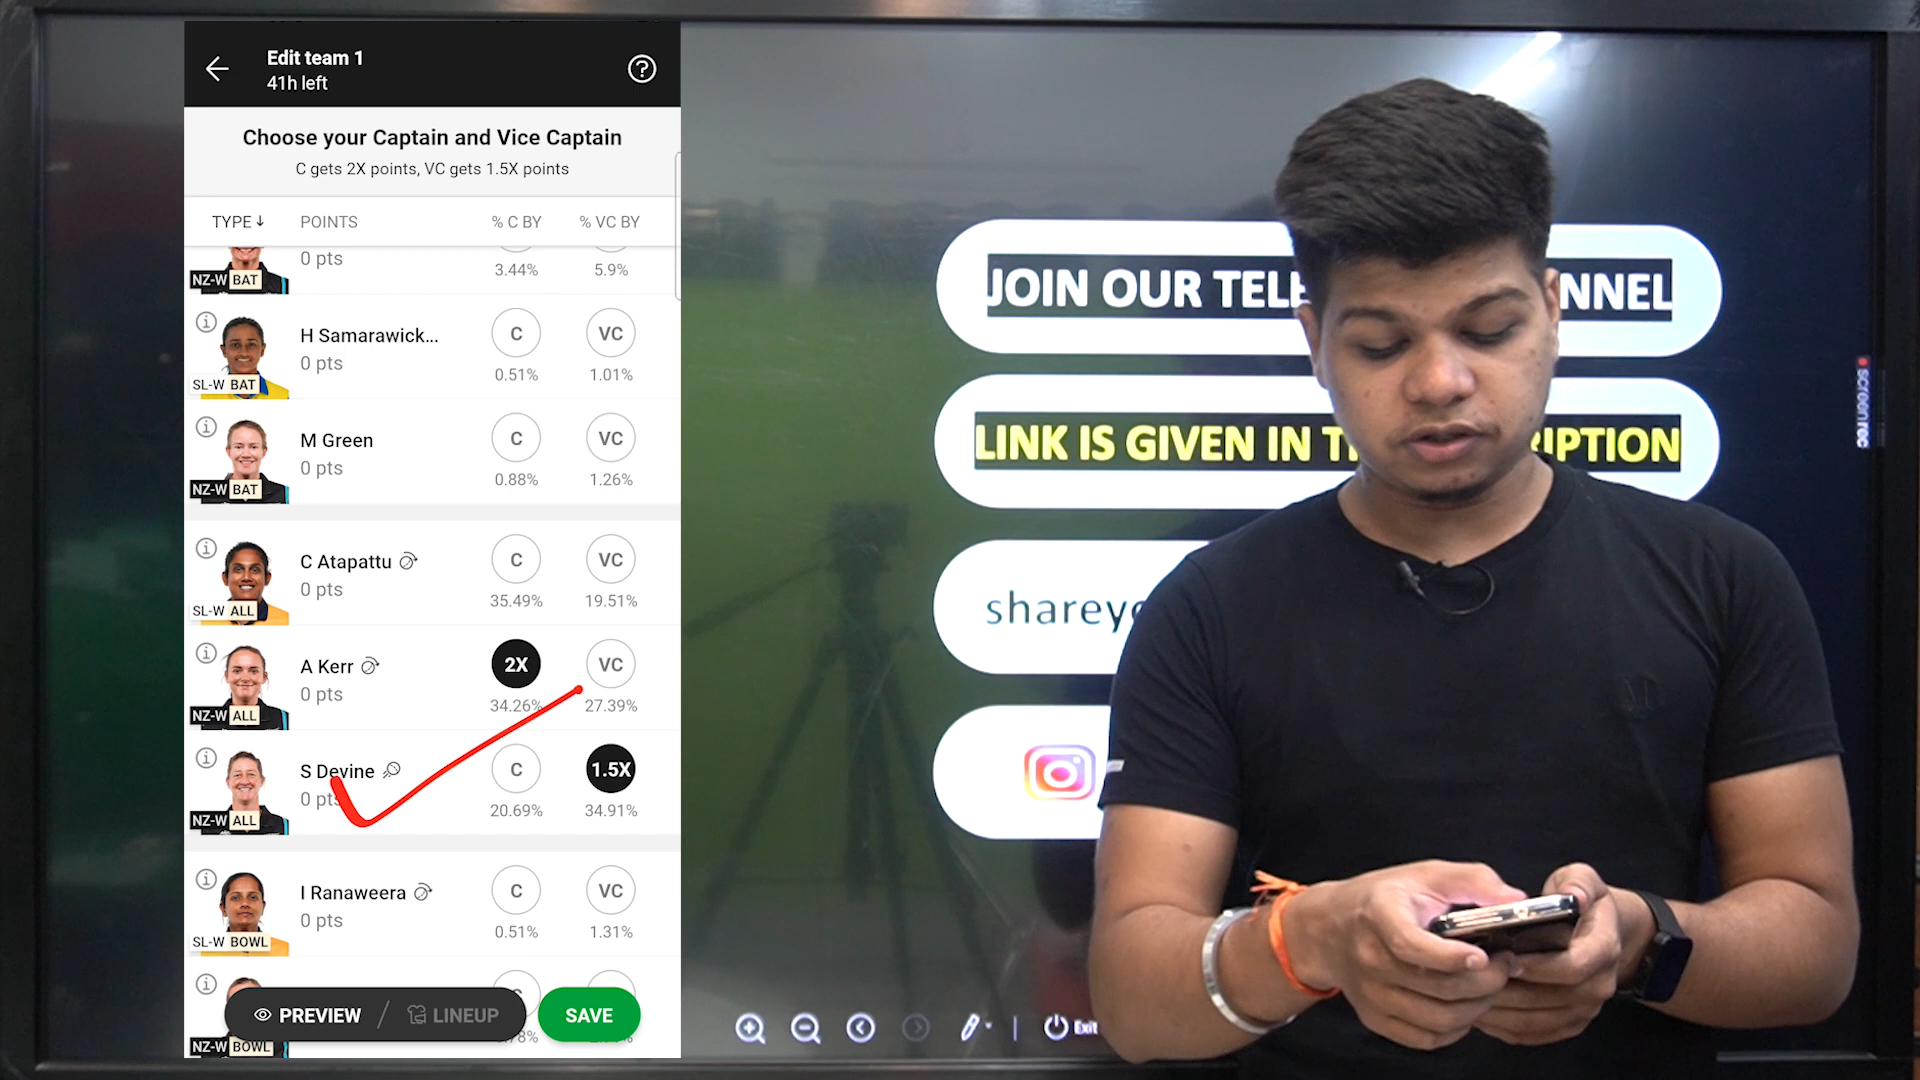 Edit team 1
41h left
Choose your Captain and Vice Captain
C gets 2X points, VC gets 1.5X points
TYPE POINTS % C BY % VC BY
0 pts 3.44% 5.9%
NZ-W BAT
H Samarawick... C VC
0 pts 0.51% 1.01%
SL-W BAT
M Green C VC
0 pts 0.88% 1.26%
NZ-W BAT
C Atapattu C VC
0 pts 35.49% 19.51%
SL-W ALL
A Kerr 2X VC
0 pts 34.26% 27.39%
NZ-W ALL
S Devine C 1.5X
0 pts 20.69% 34.91%
NZ-W ALL
I Ranaweera C VC
0 pts 0.51% 1.31%
SL-W BOWL
PREVIEW / LINEUP SAVE
NZ-W BOWL
JOIN OUR TELE NNEL
LINK IS GIVEN IN T RIPTION
sharey
screenrec
Exit